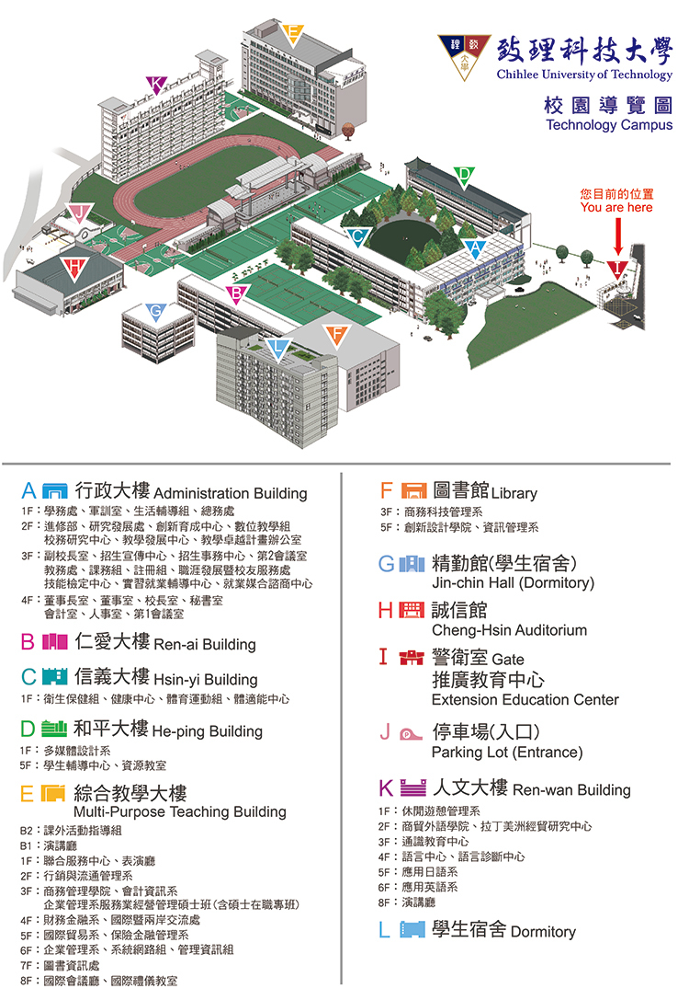 理 致
大學
致理科技大學
Chihlee University of Technology
校園導覽圖
Technology Campus
您目前的位置
You are here
E
K
D
J
C
A
H
I
B
G
L
F
A 行政大樓 Administration Building
1F：學務處、軍訓室、生活輔導組、總務處
2F：進修部、研究發展處、創新育成中心、數位教學組
校務研究中心、教學發展中心、教學卓越計畫辦公室
3F：副校長室、招生宣傳中心、招生事務中心、第2會議室
教務處、課務組、註冊組、職涯發展暨校友服務處
技能檢定中心、實習就業輔導中心、就業媒合諮商中心
4F：董事長室、董事室、校長室、秘書室
會計室、人事室、第1會議室
B 仁愛大樓 Ren-ai Building
C 信義大樓 Hsin-yi Building
1F：衛生保健組、健康中心、體育運動組、體適能中心
D 和平大樓 He-ping Building
1F：多媒體設計系
5F：學生輔導中心、資源教室
E 綜合教學大樓
Multi-Purpose Teaching Building
B2：課外活動指導組
B1：演講廳
1F：聯合服務中心、表演廳
2F：行銷與流通管理系
3F：商務管理學院、會計資訊系
企業管理系服務業經營管理碩士班(含碩士在職專班)
4F：財務金融系、國際暨兩岸交流處
5F：國際貿易系、保險金融管理系
6F：企業管理系、系統網路組、管理資訊組
7F：圖書資訊處
8F：國際會議廳、國際禮儀教室
F 圖書館 Library
3F：商務科技管理系
5F：創新設計學院、資訊管理系
G 精勤館(學生宿舍)
Jin-chin Hall (Dormitory)
H 誠信館
Cheng-Hsin Auditorium
I 警衛室 Gate
推廣教育中心
Extension Education Center
J P 停車場(入口)
Parking Lot (Entrance)
K 人文大樓 Ren-wan Building
1F：休閒遊憩管理系
2F：商貿外語學院、拉丁美洲經貿研究中心
3F：通識教育中心
4F：語言中心、語言診斷中心
5F：應用日語系
6F：應用英語系
8F：演講廳
L 學生宿舍 Dormitory